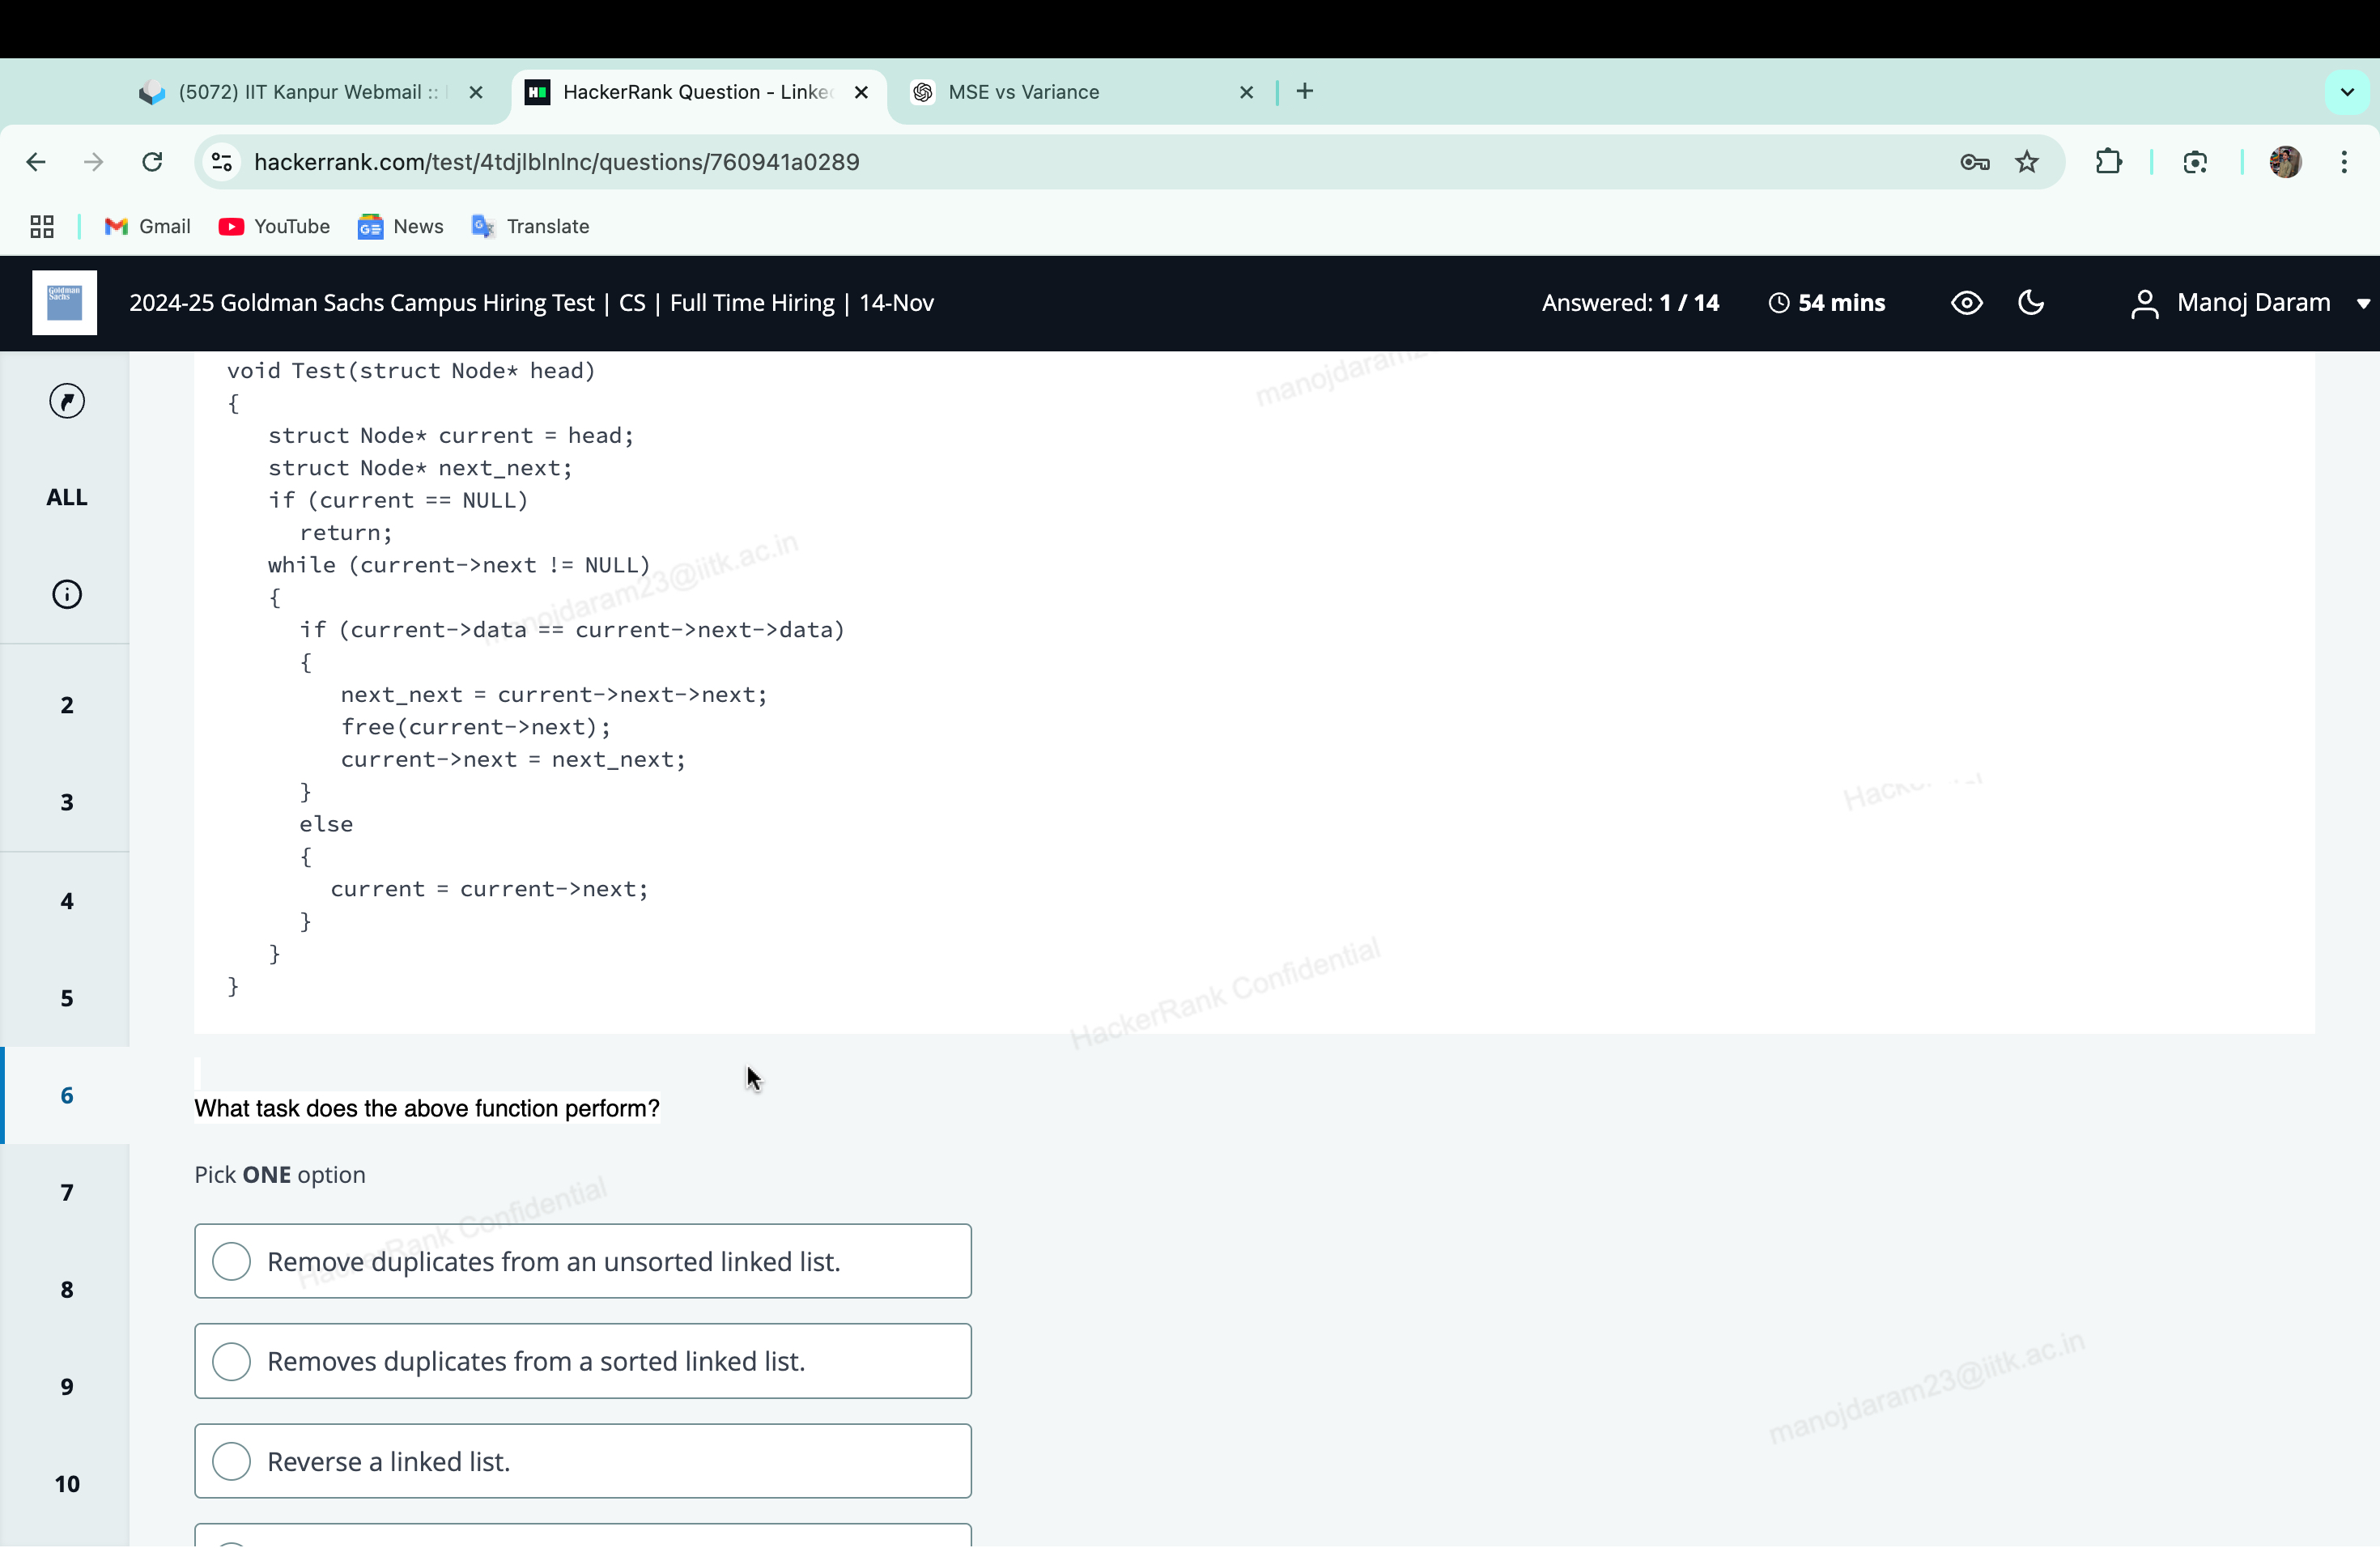 (5072) IIT Kanpur Webmail ::
HackerRank Question - Linke
MSE vs Variance
hackerrank.com/test/4tdjlblnlnc/questions/760941a0289
Gmail
YouTube
News
Translate
Goldman Sachs
2024-25 Goldman Sachs Campus Hiring Test | CS | Full Time Hiring | 14-Nov
Answered: 1 / 14
54 mins
Manoj Daram
ALL
2
3
4
5
6
7
8
9
10
void Test(struct Node* head)
{
struct Node* current = head;
struct Node* next_next;
if (current == NULL)
return;
while (current->next != NULL)
{
if (current->data == current->next->data)
{
next_next = current->next->next;
free(current->next);
current->next = next_next;
}
else
{
current = current->next;
}
}
}
What task does the above function perform?
Pick ONE option
Remove duplicates from an unsorted linked list.
Removes duplicates from a sorted linked list.
Reverse a linked list.
manojdaram23@iitk.ac.in
HackerRank Confidential
HackerRank Confidential
manojdaram23@iitk.ac.in